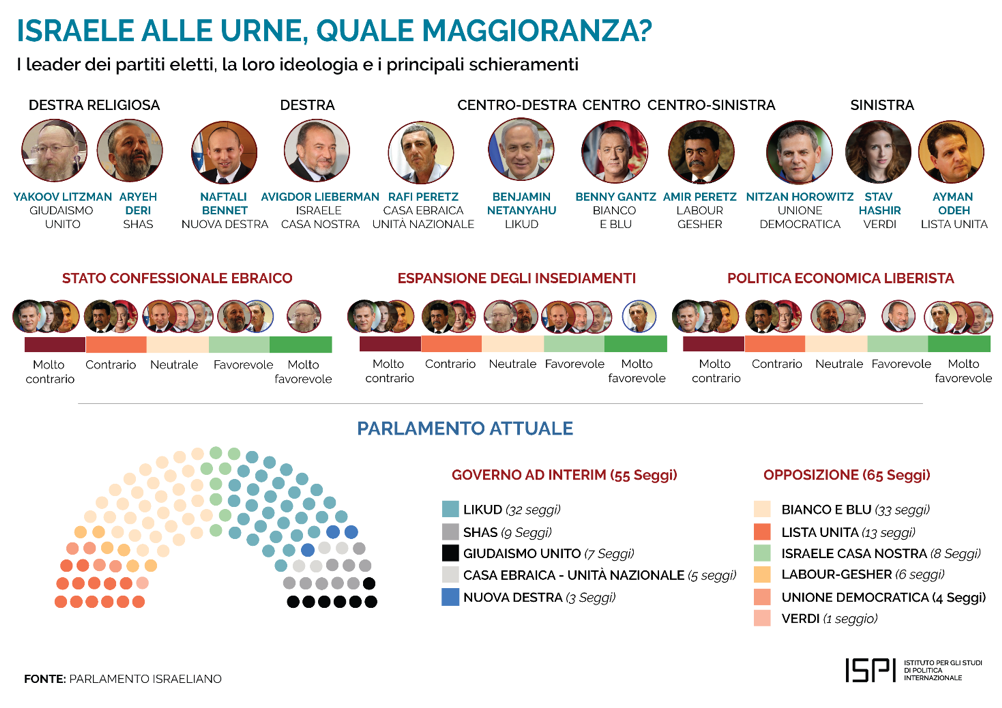 ISRAELE ALLE URNE, QUALE MAGGIORANZA?
I leader dei partiti eletti, la loro ideologia e i principali schieramenti
DESTRA RELIGIOSA
DESTRA
CENTRO-DESTRA
CENTRO
CENTRO-SINISTRA
SINISTRA
YAKOOV LITZMAN
GIUDAISMO
UNITO
ARYEH
DERI
SHAS
NAFTALI
BENNET
NUOVA DESTRA
AVIGDOR LIEBERMAN
ISRAELE
CASA NOSTRA
RAFI PERETZ
CASA EBRAICA
UNITÀ NAZIONALE
BENJAMIN
NETANYAHU
LIKUD
BENNY GANTZ
BIANCO
E BLU
AMIR PERETZ
LABOUR
GESHER
NITZAN HOROWITZ
UNIONE
DEMOCRATICA
STAV
HASHIR
VERDI
AYMAN
ODEH
LISTA UNITA
STATO CONFESSIONALE EBRAICO
Molto
contrario
Contrario
Neutrale
Favorevole
Molto
favorevole
ESPANSIONE DEGLI INSEDIAMENTI
Molto
contrario
Contrario
Neutrale
Favorevole
Molto
favorevole
POLITICA ECONOMICA LIBERISTA
Molto
contrario
Contrario
Neutrale
Favorevole
Molto
favorevole
PARLAMENTO ATTUALE
GOVERNO AD INTERIM (55 Seggi)
LIKUD (32 seggi)
SHAS (9 Seggi)
GIUDAISMO UNITO (7 Seggi)
CASA EBRAICA - UNITÀ NAZIONALE (5 seggi)
NUOVA DESTRA (3 Seggi)
OPPOSIZIONE (65 Seggi)
BIANCO E BLU (33 seggi)
LISTA UNITA (13 seggi)
ISRAELE CASA NOSTRA (8 Seggi)
LABOUR-GESHER (6 seggi)
UNIONE DEMOCRATICA (4 Seggi)
VERDI (1 seggio)
FONTE: PARLAMENTO ISRAELIANO
ISPI
ISTITUTO PER GLI STUDI
DI POLITICA
INTERNAZIONALE